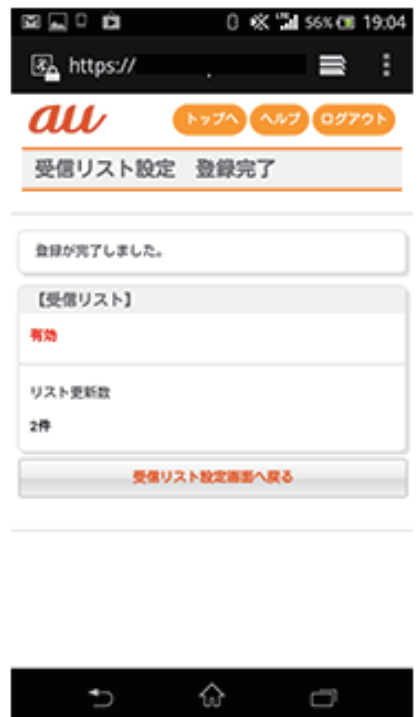 56% 19:04
https://
au
トップへ ヘルプ ログアウト
受信リスト設定 登録完了
登録が完了しました。
【受信リスト】
有効
リスト更新数
2件
受信リスト設定画面へ戻る